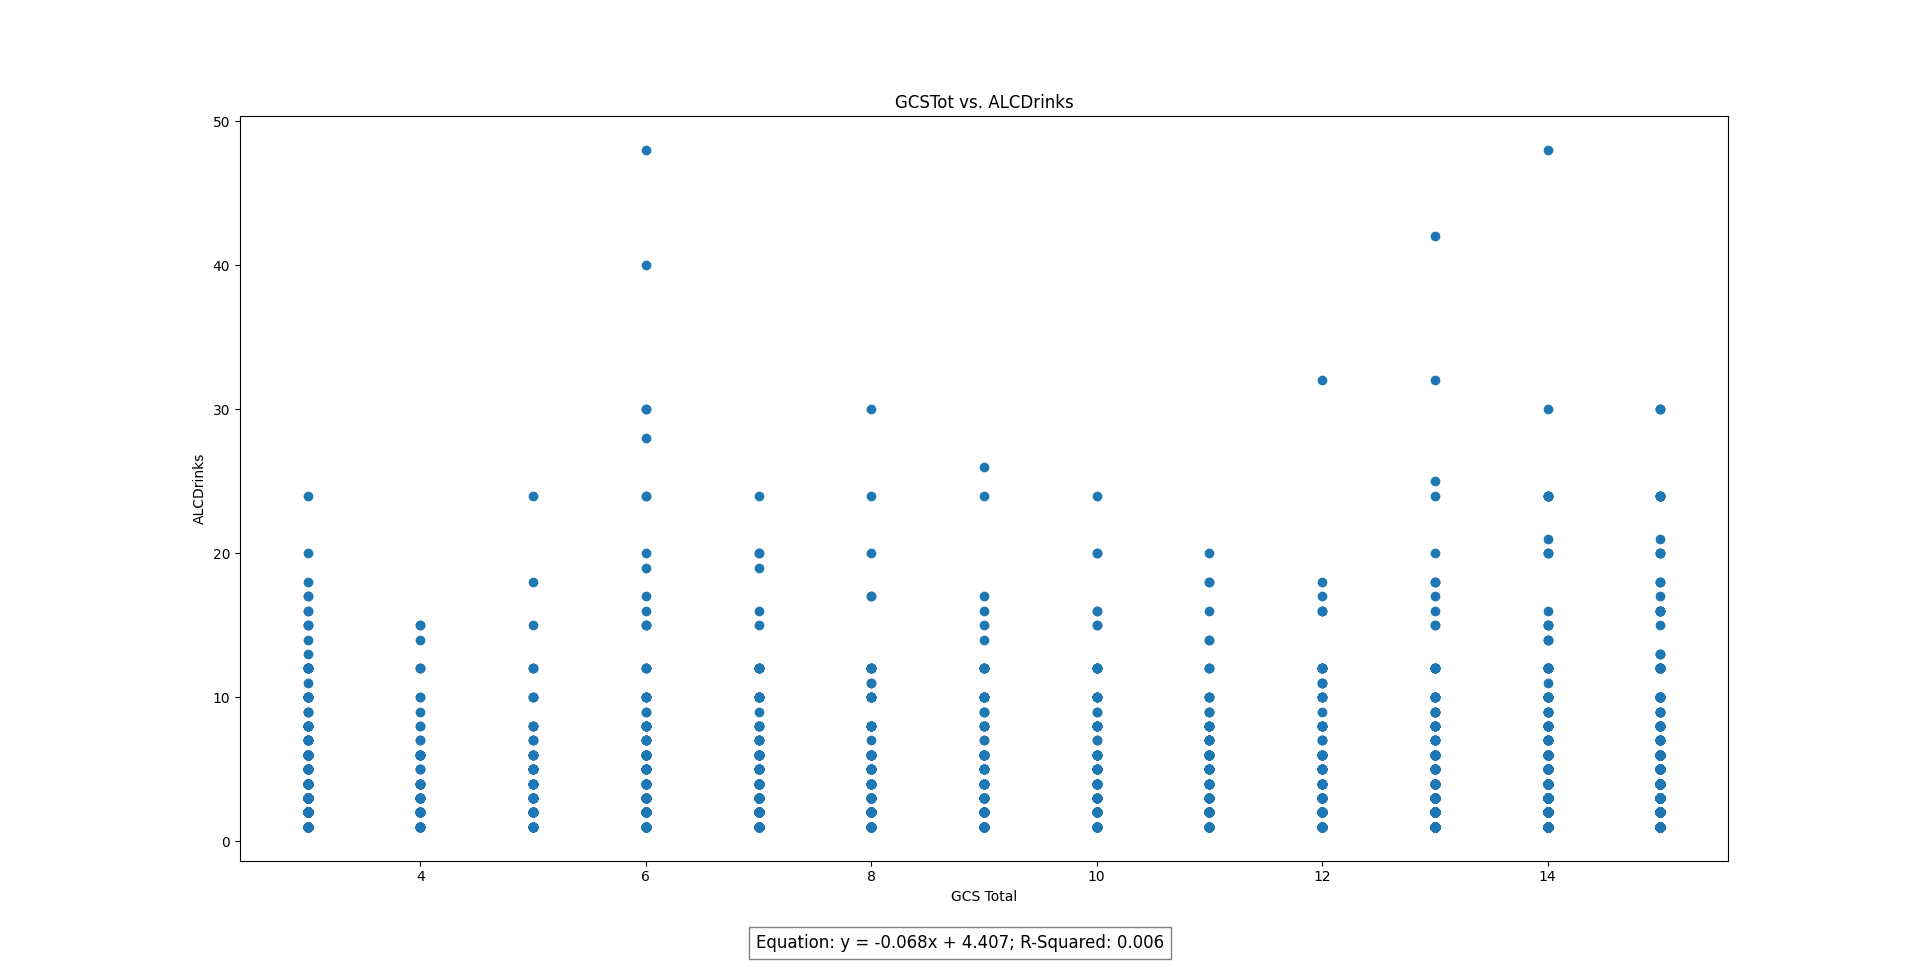 GCSTot vs. ALCDrinks
50
40
30
20
10
0
ALCDrinks
4 6 8 10 12 14
GCS Total
Equation: y = -0.068x + 4.407; R-Squared: 0.006